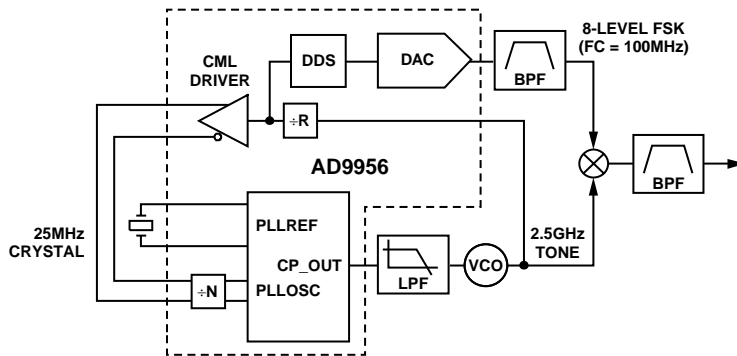 8-LEVEL FSK
(FC = 100MHz)
CML
DRIVER
DDS
DAC
BPF
÷R
AD9956
BPF
25MHz
CRYSTAL
PLLREF
CP_OUT
PLLOSC
÷N
LPF
VCO
2.5GHz
TONE